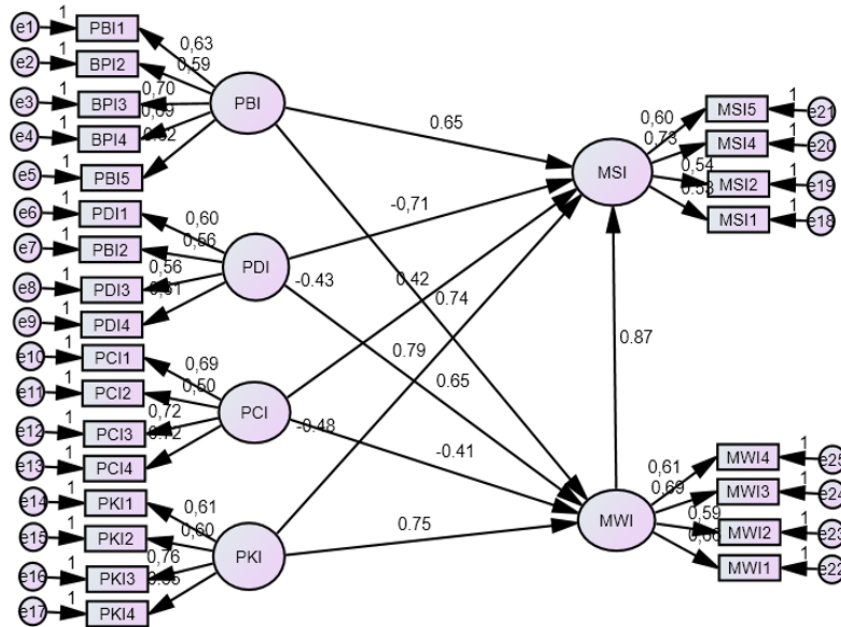 e1 1 PBI1
0,63
e2 1 BPI2
0,59
e3 1 BPI3
0,70
e4 1 BPI4
e5 1 PBI5
PBI
e6 1 PDI1
0,60
e7 1 PBI2
0,56
e8 1 PDI3
0,56
e9 1 PDI4
PDI
e10 1 PCI1
0,69
e11 1 PCI2
0,50
e12 1 PCI3
0,72
e13 1 PCI4
PCI
e14 1 PKI1
0,61
e15 1 PKI2
0,60
e16 1 PKI3
0,76
e17 1 PKI4
PKI
0.65
-0,71
-0.43
0.42
0.74
0.79
0.65
-0.48
-0.41
0.75
0.87
MSI
0,60
MSI5 1 e21
0,73
MSI4 1 e20
0,54
MSI2 1 e19
MSI1 1 e18
MWI
0,61
MWI4 1 e25
0,69
MWI3 1 e24
0,59
MWI2 1 e23
MWI1 1 e22